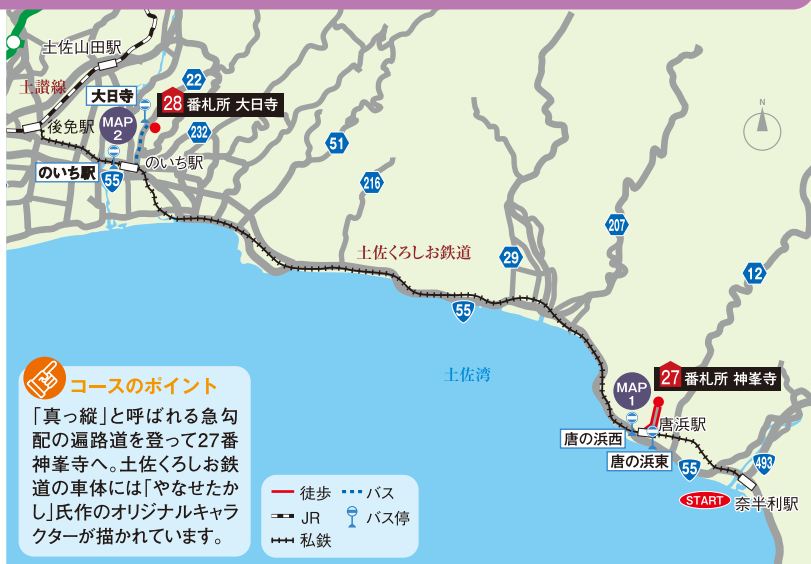 土佐山田駅
土讃線
22
大日寺
28 番札所 大日寺
後免駅
MAP
2
232
のいち駅
のいち駅
55
51
216
N
土佐くろしお鉄道
29
207
12
55
土佐湾
27 番札所 神峯寺
MAP
1
唐浜駅
唐の浜西
唐の浜東
55
493
START
奈半利駅
コースのポイント
「真っ縦」と呼ばれる急勾
配の遍路道を登って27番
神峯寺へ。土佐くろしお鉄
道の車体には「やなせたか
し」氏作のオリジナルキャラ
クターが描かれています。
徒歩 バス
JR バス停
私鉄